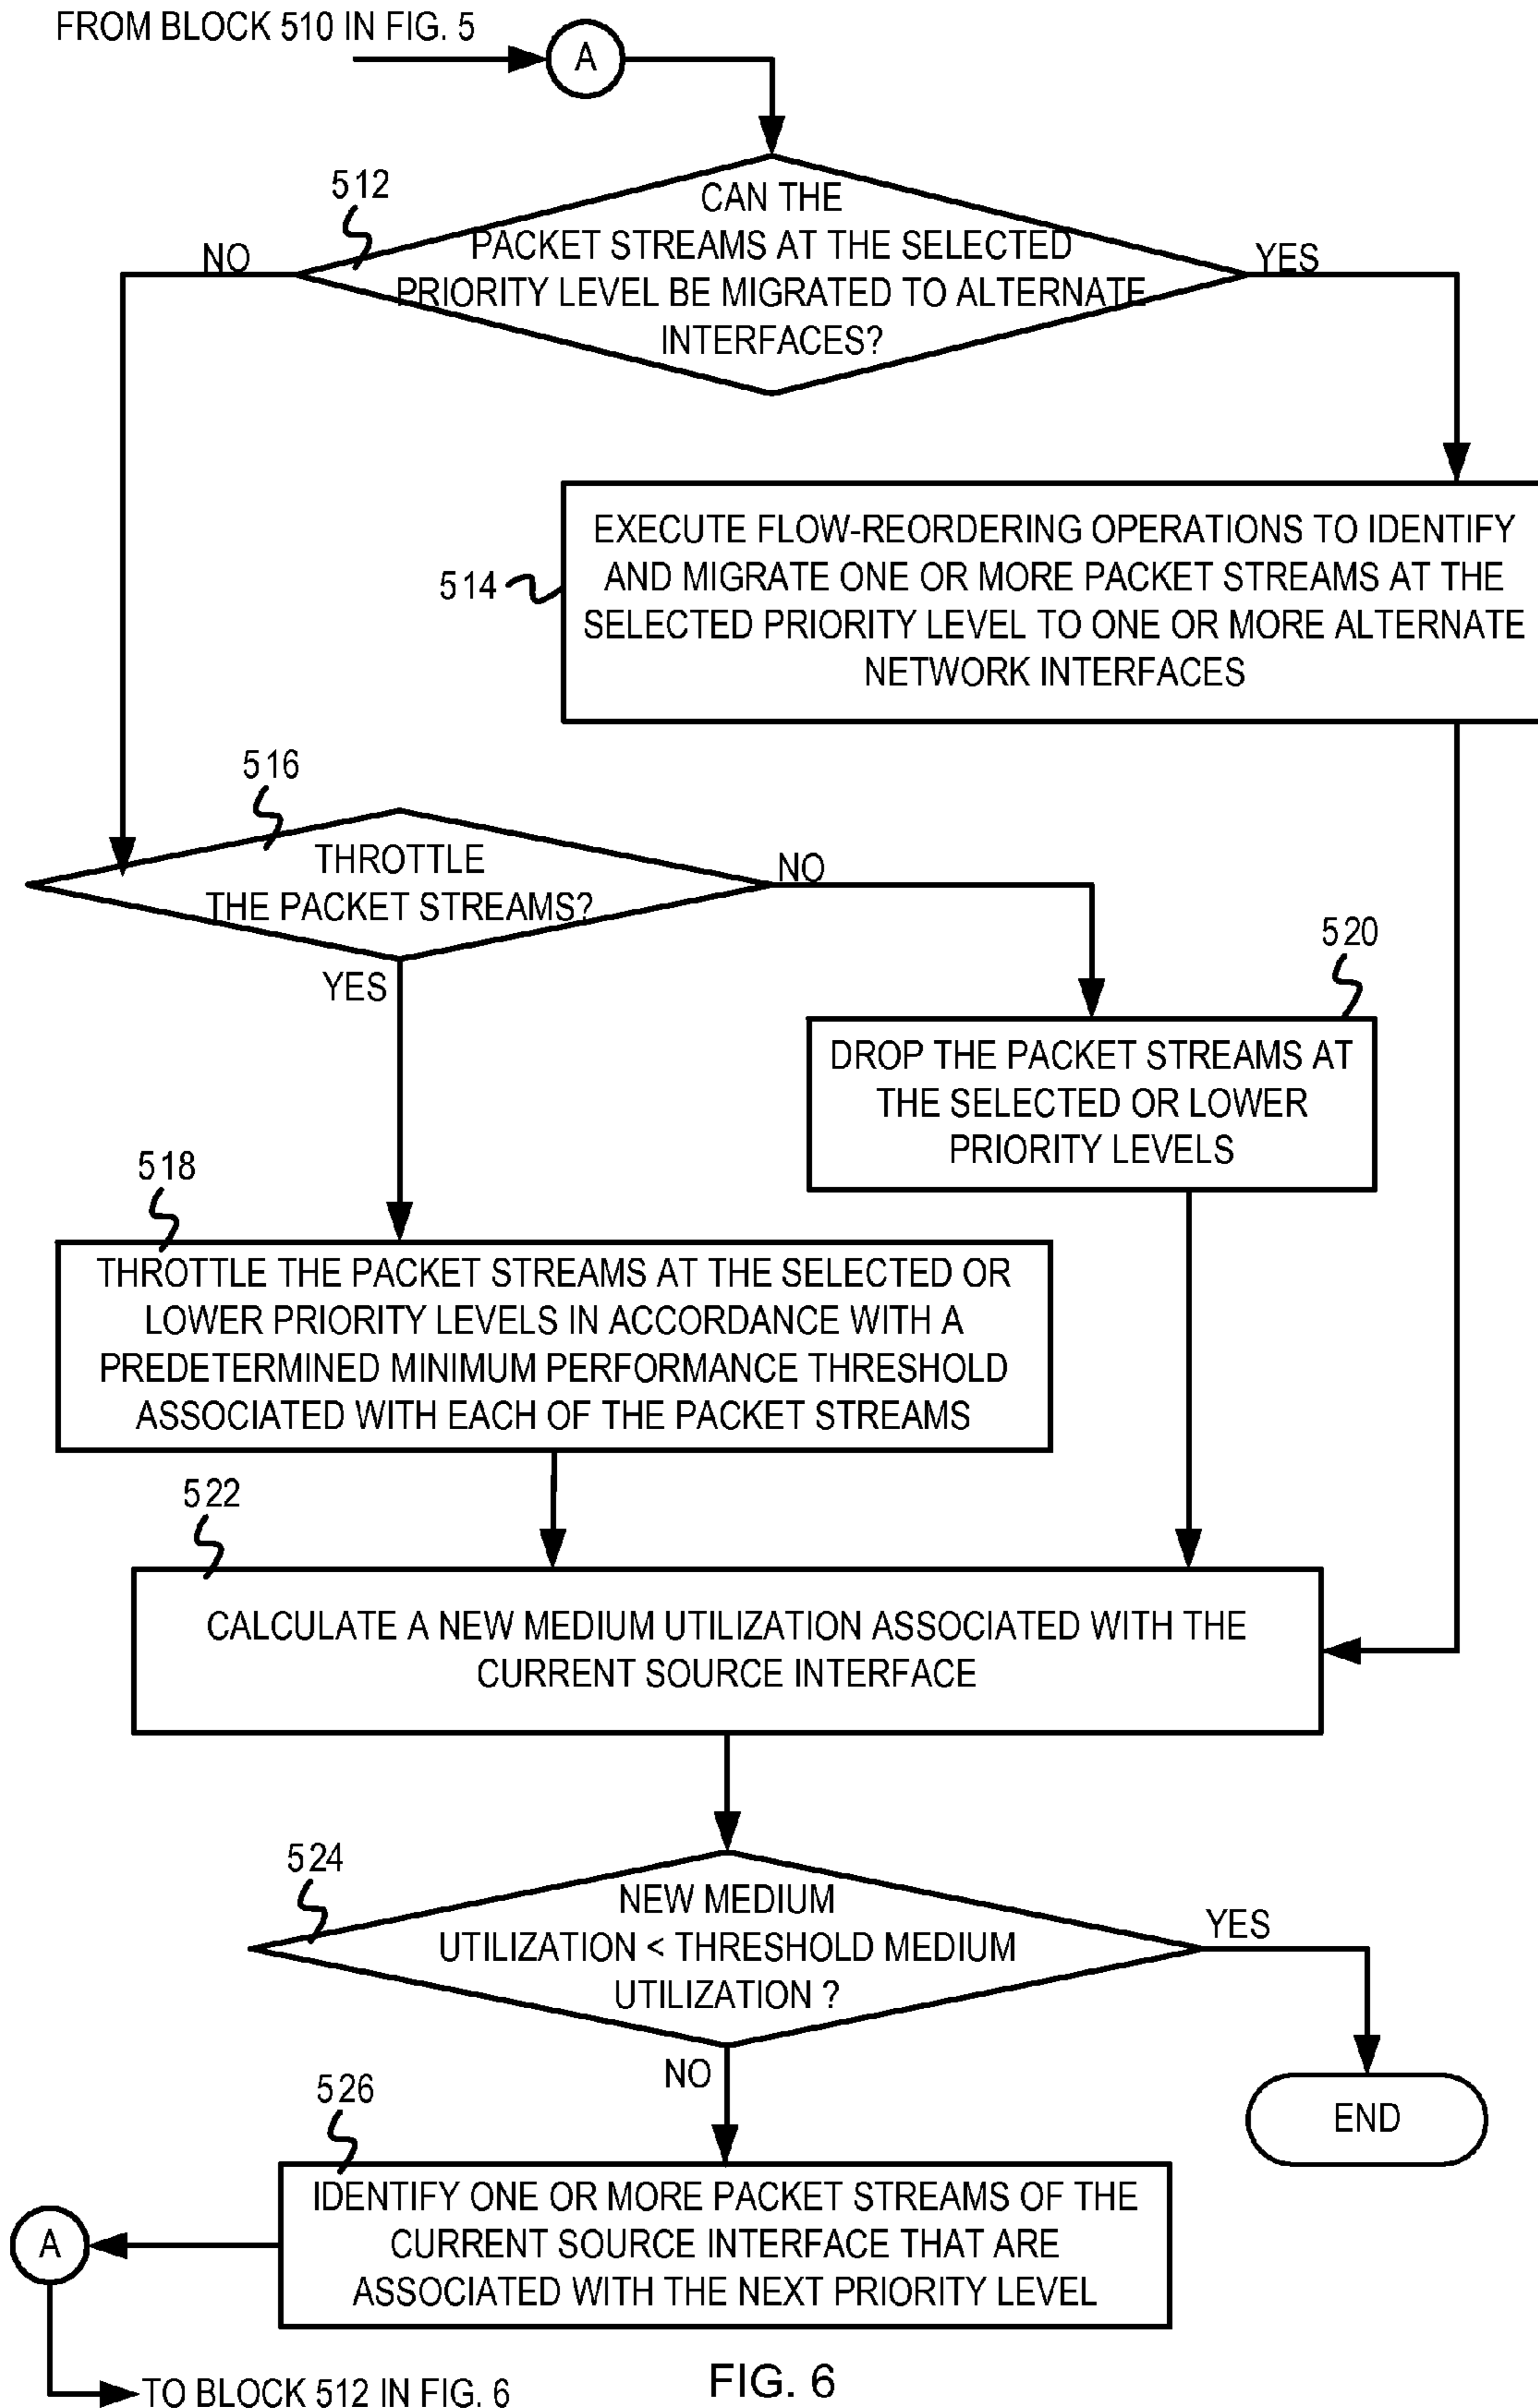 FROM BLOCK 510 IN FIG. 5
A
512
CAN THE
PACKET STREAMS AT THE SELECTED
PRIORITY LEVEL BE MIGRATED TO ALTERNATE
INTERFACES?
NO
YES
514
EXECUTE FLOW-REORDERING OPERATIONS TO IDENTIFY
AND MIGRATE ONE OR MORE PACKET STREAMS AT THE
SELECTED PRIORITY LEVEL TO ONE OR MORE ALTERNATE
NETWORK INTERFACES
516
THROTTLE
THE PACKET STREAMS?
NO
YES
520
DROP THE PACKET STREAMS AT
THE SELECTED OR LOWER
PRIORITY LEVELS
518
THROTTLE THE PACKET STREAMS AT THE SELECTED OR
LOWER PRIORITY LEVELS IN ACCORDANCE WITH A
PREDETERMINED MINIMUM PERFORMANCE THRESHOLD
ASSOCIATED WITH EACH OF THE PACKET STREAMS
522
CALCULATE A NEW MEDIUM UTILIZATION ASSOCIATED WITH THE
CURRENT SOURCE INTERFACE
524
NEW MEDIUM
UTILIZATION < THRESHOLD MEDIUM
UTILIZATION ?
YES
NO
END
526
IDENTIFY ONE OR MORE PACKET STREAMS OF THE
CURRENT SOURCE INTERFACE THAT ARE
ASSOCIATED WITH THE NEXT PRIORITY LEVEL
A
TO BLOCK 512 IN FIG. 6
FIG. 6